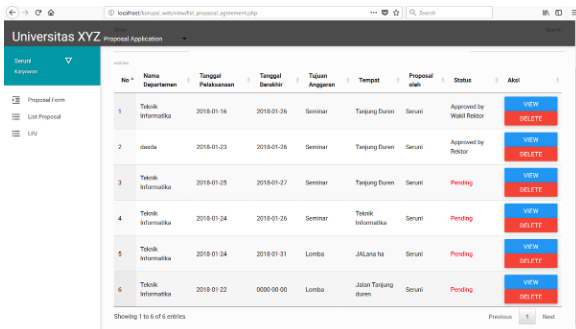 localhost/korupsi_web/view/list_proposal_agreement.php
Search
Universitas XYZ Proposal Application
Seruni
Karyawan
Proposal Form
List Proposal
LPJ
entries
No Nama Departemen Tanggal Pelaksanaan Tanggal Berakhir Tujuan Anggaran Tempat Proposal oleh Status Aksi
1 Teknik Informatika 2018-01-16 2018-01-26 Seminar Tanjung Duren Seruni Approved by Wakil Rektor VIEW DELETE
2 dasda 2018-01-23 2018-01-26 Seminar Tanjung Duren Seruni Approved by Rektor VIEW DELETE
3 Teknik Informatika 2018-01-25 2018-01-27 Seminar Tanjung Duren Seruni Pending VIEW DELETE
4 Teknik Informatika 2018-01-24 2018-01-26 Seminar Teknik Informatika Seruni Pending VIEW DELETE
5 Teknik Informatika 2018-01-24 2018-01-31 Lomba JALana ha Seruni Pending VIEW DELETE
6 Teknik Informatika 2018-01-22 0000-00-00 Lomba Jalan Tanjung duren Seruni Pending VIEW DELETE
Showing 1 to 6 of 6 entries
Previous 1 Next